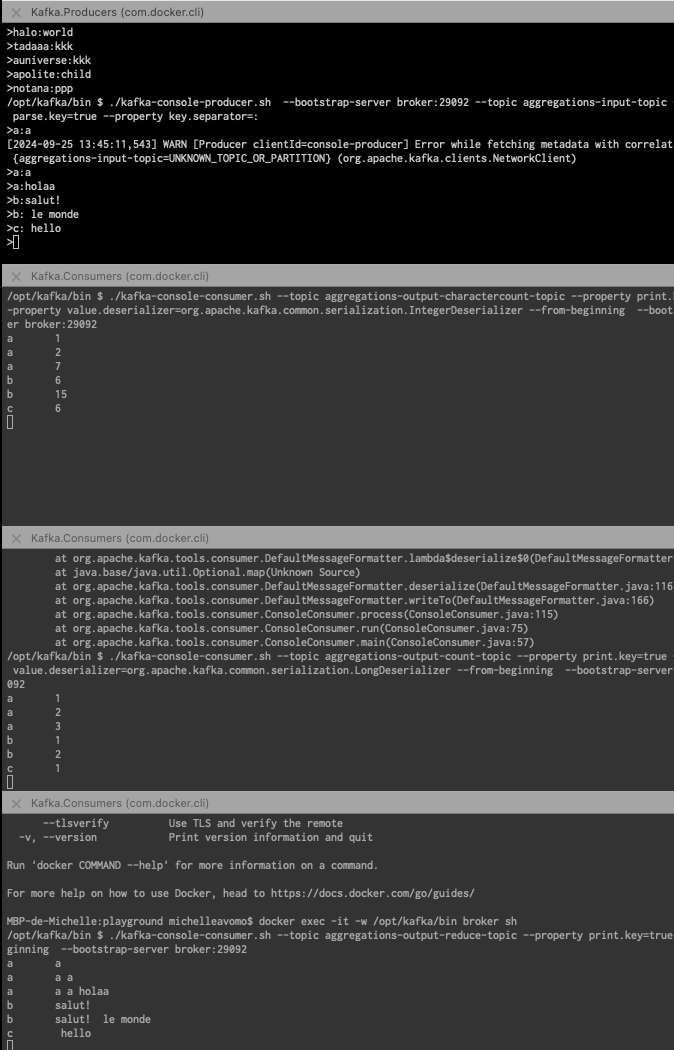 Kafka.Producers (com.docker.cli)
>halo:world
>tadaaa:kkk
>auniverse:kkk
>apolite:child
>notana:ppp
/opt/kafka/bin $ ./kafka-console-producer.sh  --bootstrap-server broker:29092 --topic aggregations-input-topic
parse.key=true --property key.separator=:
>a:a
[2024-09-25 13:45:11,543] WARN [Producer clientId=console-producer] Error while fetching metadata with correlat
{aggregations-input-topic=UNKNOWN_TOPIC_OR_PARTITION} (org.apache.kafka.clients.NetworkClient)
>a:a
>a:holaa
>b:salut!
>b: le monde
>c: hello
>
Kafka.Consumers (com.docker.cli)
/opt/kafka/bin $ ./kafka-console-consumer.sh --topic aggregations-output-charactercount-topic --property print.
-property value.deserializer=org.apache.kafka.common.serialization.IntegerDeserializer --from-beginning  --boot
er broker:29092
a 1
a 2
a 7
b 6
b 15
c 6
Kafka.Consumers (com.docker.cli)
at org.apache.kafka.tools.consumer.DefaultMessageFormatter.lambda$deserialize$0(DefaultMessageFormatter
at java.base/java.util.Optional.map(Unknown Source)
at org.apache.kafka.tools.consumer.DefaultMessageFormatter.deserialize(DefaultMessageFormatter.java:116
at org.apache.kafka.tools.consumer.DefaultMessageFormatter.writeTo(DefaultMessageFormatter.java:166)
at org.apache.kafka.tools.consumer.ConsoleConsumer.process(ConsoleConsumer.java:115)
at org.apache.kafka.tools.consumer.ConsoleConsumer.run(ConsoleConsumer.java:75)
at org.apache.kafka.tools.consumer.ConsoleConsumer.main(ConsoleConsumer.java:57)
/opt/kafka/bin $ ./kafka-console-consumer.sh --topic aggregations-output-count-topic --property print.key=true
value.deserializer=org.apache.kafka.common.serialization.LongDeserializer --from-beginning  --bootstrap-server
092
a 1
a 2
a 3
b 1
b 2
c 1
Kafka.Consumers (com.docker.cli)
--tlsverify Use TLS and verify the remote
-v, --version Print version information and quit
Run 'docker COMMAND --help' for more information on a command.
For more help on how to use Docker, head to https://docs.docker.com/go/guides/
MBP-de-Michelle:playground michelleavomo$ docker exec -it -w /opt/kafka/bin broker sh
/opt/kafka/bin $ ./kafka-console-consumer.sh --topic aggregations-output-reduce-topic --property print.key=true
ginning  --bootstrap-server broker:29092
a a
a a a
a a a holaa
b salut!
b salut!  le monde
c hello